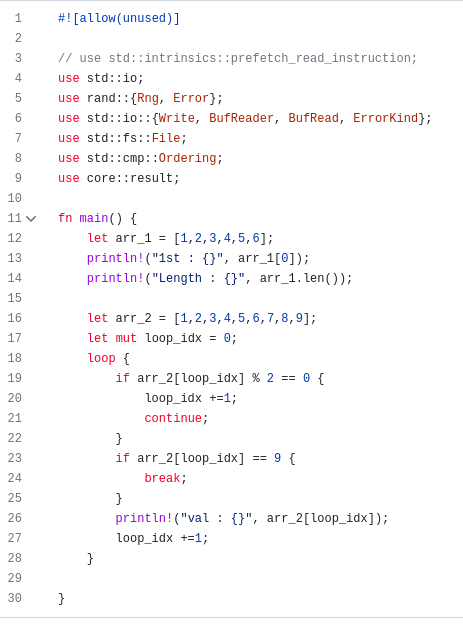 1 #![allow(unused)]
2
3 // use std::intrinsics::prefetch_read_instruction;
4 use std::io;
5 use rand::{Rng, Error};
6 use std::io::{Write, BufReader, BufRead, ErrorKind};
7 use std::fs::File;
8 use std::cmp::Ordering;
9 use core::result;
10
11 fn main() {
12     let arr_1 = [1,2,3,4,5,6];
13     println!("1st : {}", arr_1[0]);
14     println!("Length : {}", arr_1.len());
15
16     let arr_2 = [1,2,3,4,5,6,7,8,9];
17     let mut loop_idx = 0;
18     loop {
19         if arr_2[loop_idx] % 2 == 0 {
20             loop_idx +=1;
21             continue;
22         }
23         if arr_2[loop_idx] == 9 {
24             break;
25         }
26         println!("val : {}", arr_2[loop_idx]);
27         loop_idx +=1;
28     }
29
30 }